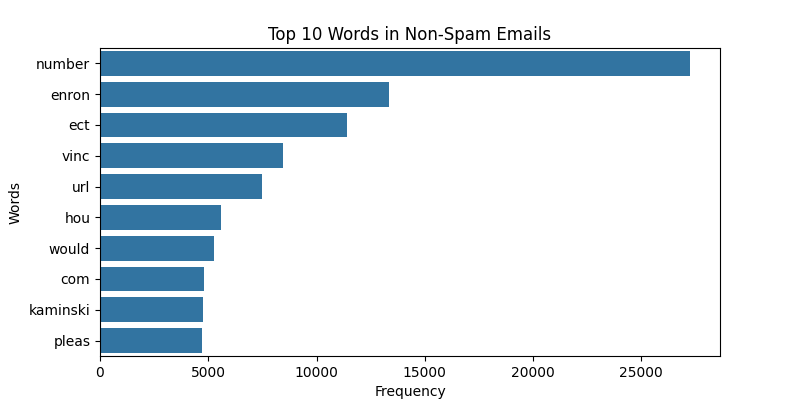 Top 10 Words in Non-Spam Emails
Words
number
enron
ect
vinc
url
hou
would
com
kaminski
pleas
0 5000 10000 15000 20000 25000
Frequency